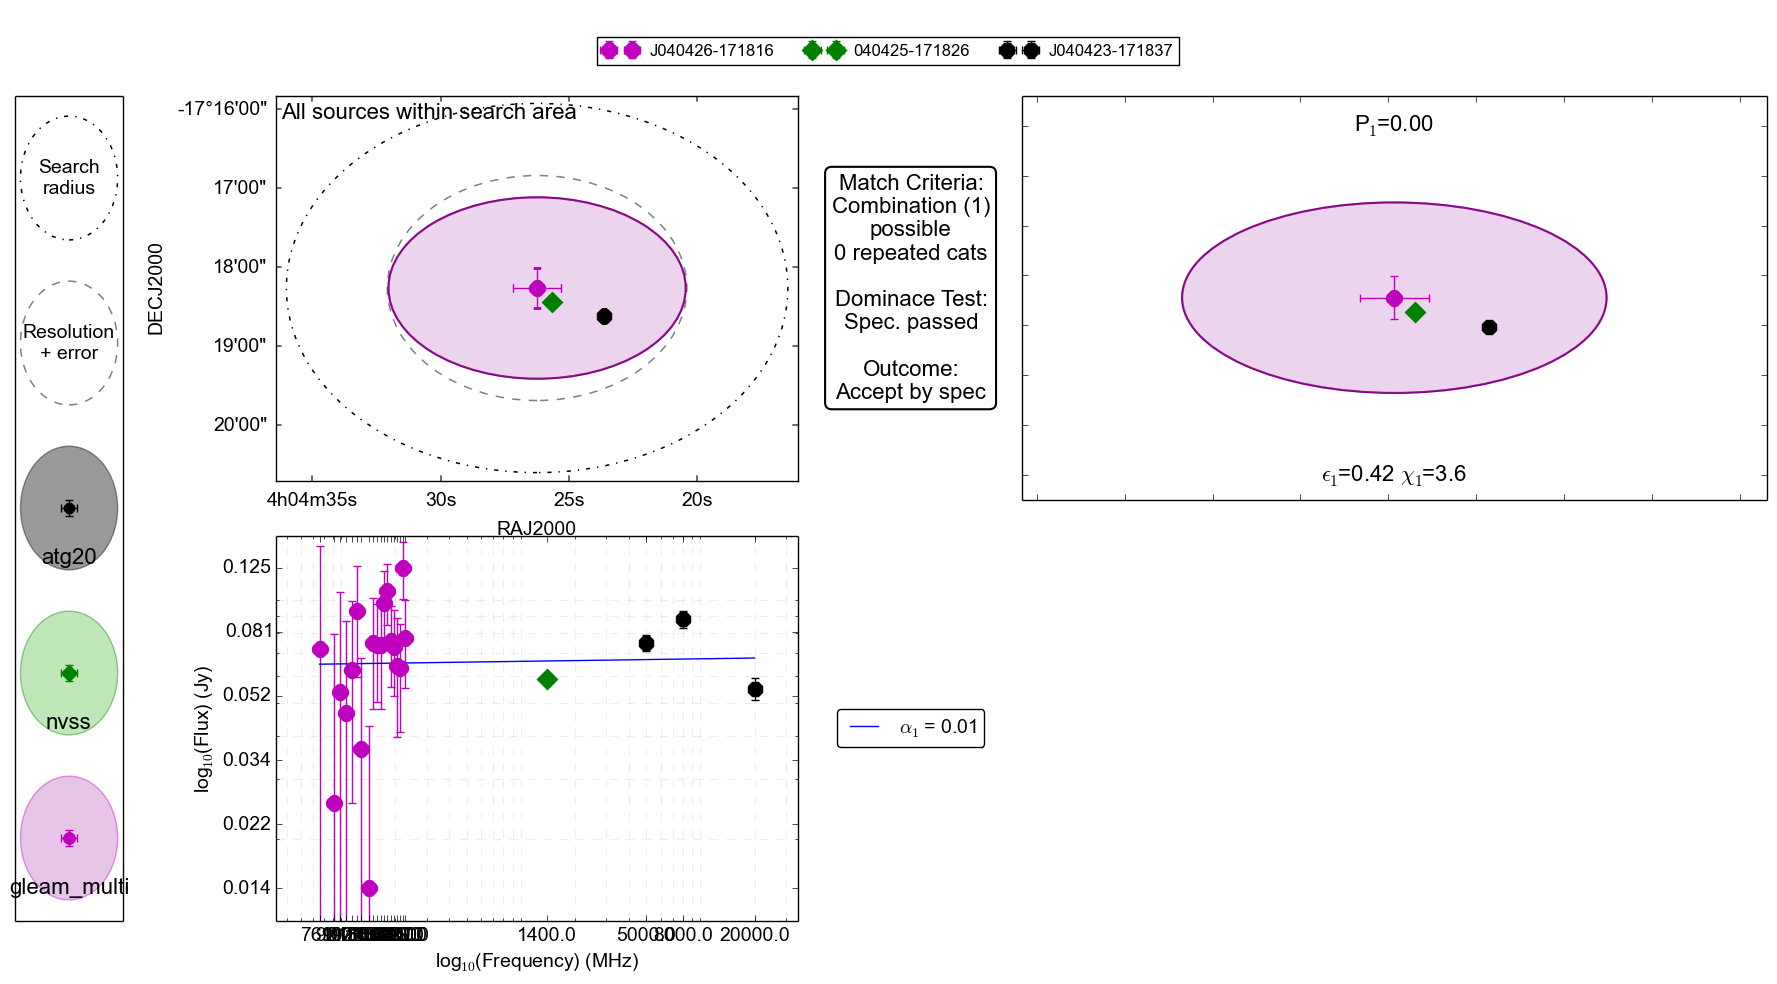 J040426-171816
040425-171826
J040423-171837
Search
radius
Resolution
+ error
atg20
nvss
gleam_multi
All sources within search area
-17°16'00"
17'00"
18'00"
19'00"
20'00"
DECJ2000
4h04m35s
30s
25s
20s
RAJ2000
Match Criteria:
Combination (1)
possible
0 repeated cats
Dominace Test:
Spec. passed
Outcome:
Accept by spec
P1=0.00
ϵ1=0.42 χ1=3.6
0.125
0.081
0.052
0.034
0.022
0.014
log10(Flux) (Jy)
1400.0
5000.0
8000.0
20000.0
log10(Frequency) (MHz)
α1 = 0.01